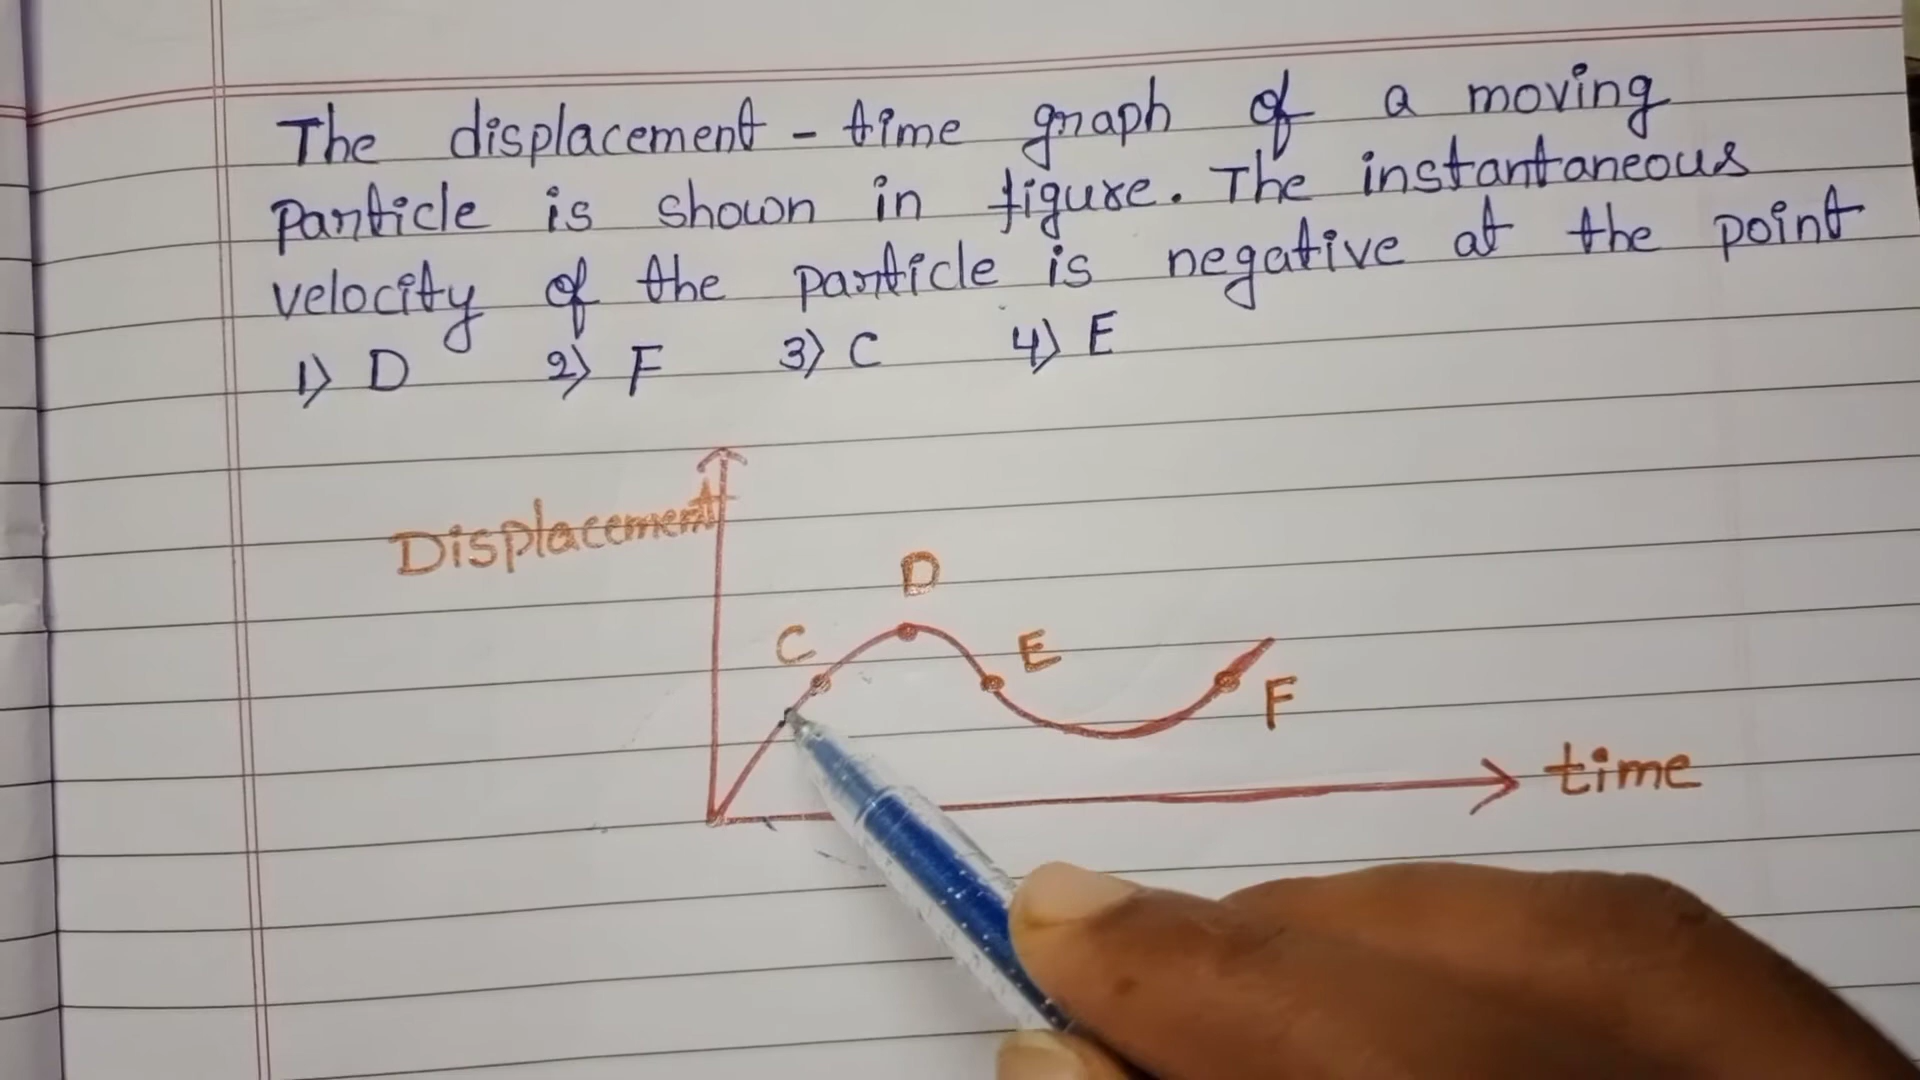 The displacement - time graph of a moving
particle is shown in figure. The instantaneous
velocity of the particle is negative at the point
1) D 2) F 3) C 4) E
Displacement
D
C
E
F
time